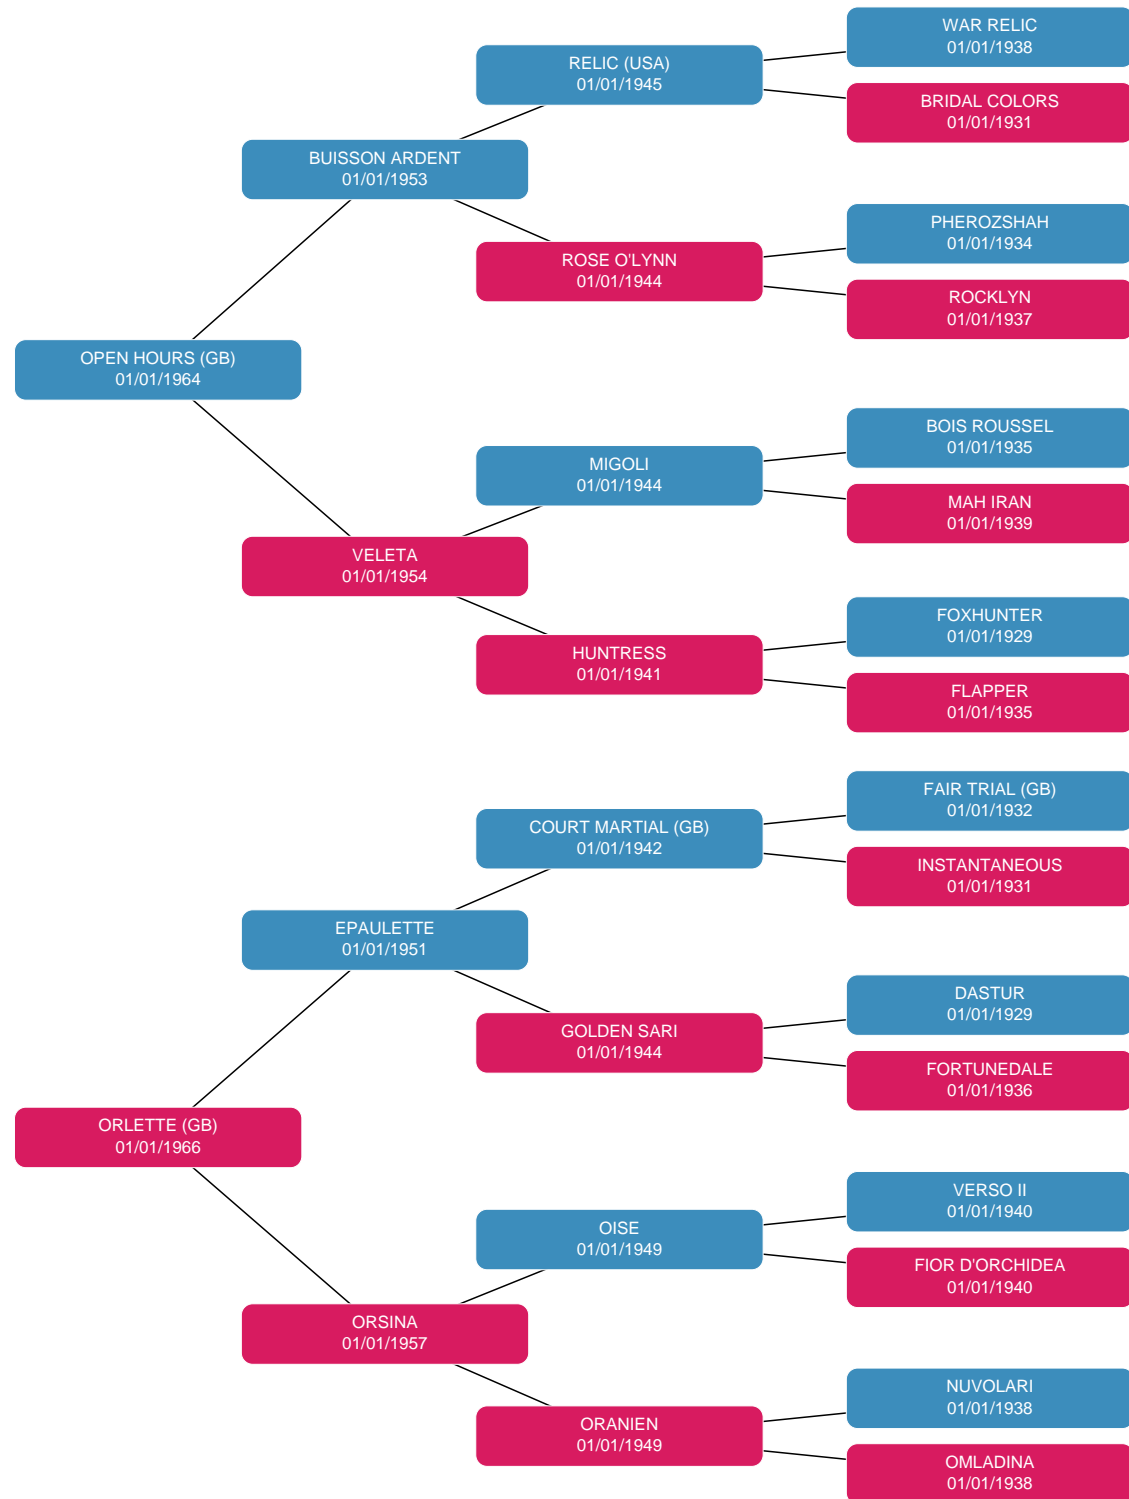 WAR RELIC
01/01/1938
RELIC (USA)
01/01/1945
BRIDAL COLORS
01/01/1931
BUISSON ARDENT
01/01/1953
PHEROZSHAH
01/01/1934
ROSE O'LYNN
01/01/1944
ROCKLYN
01/01/1937
OPEN HOURS (GB)
01/01/1964
BOIS ROUSSEL
01/01/1935
MIGOLI
01/01/1944
MAH IRAN
01/01/1939
VELETA
01/01/1954
FOXHUNTER
01/01/1929
HUNTRESS
01/01/1941
FLAPPER
01/01/1935
FAIR TRIAL (GB)
01/01/1932
COURT MARTIAL (GB)
01/01/1942
INSTANTANEOUS
01/01/1931
EPAULETTE
01/01/1951
DASTUR
01/01/1929
GOLDEN SARI
01/01/1944
FORTUNEDALE
01/01/1936
ORLETTE (GB)
01/01/1966
VERSO II
01/01/1940
OISE
01/01/1949
FIOR D'ORCHIDEA
01/01/1940
ORSINA
01/01/1957
NUVOLARI
01/01/1938
ORANIEN
01/01/1949
OMLADINA
01/01/1938